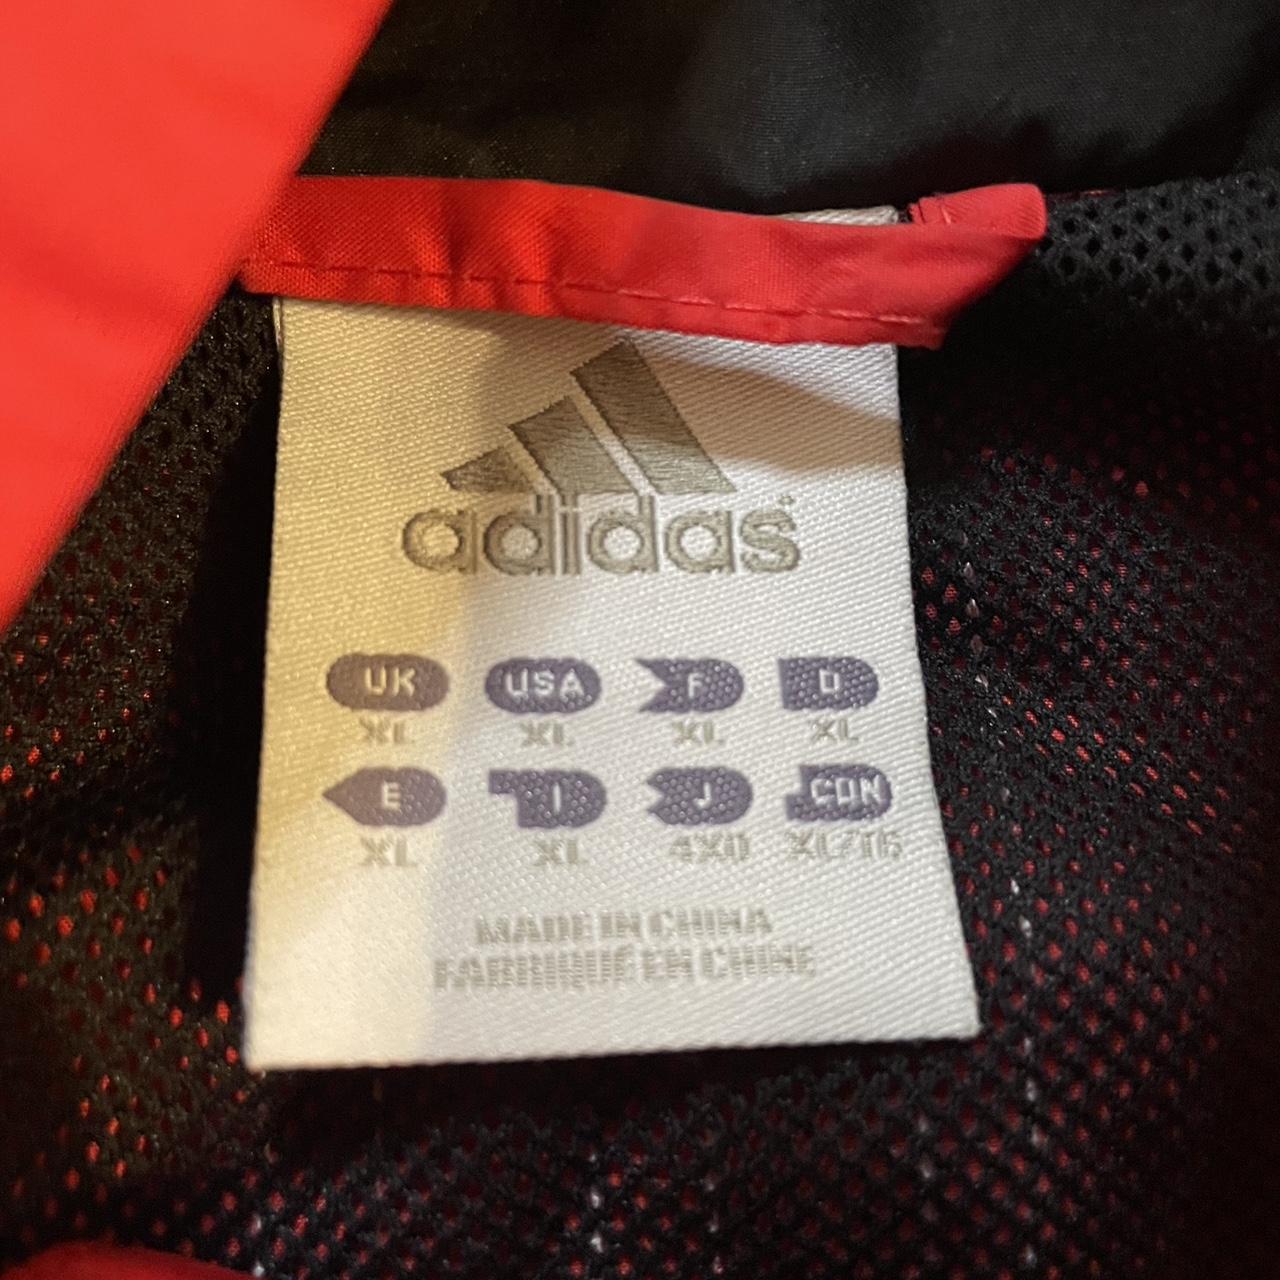 adidas
UK USA F D
XL XL XL XL
E I J CDN
XL XL 4XO XL/TG
MADE IN CHINA
FABRIQUÉ EN CHINE